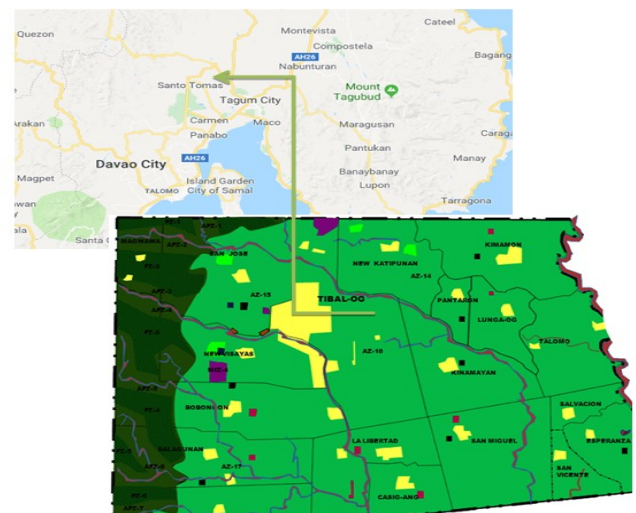 Quezon
Montevista
Cateel
Compostela
AH26
Nabunturan
Bagang
Santo Tomas
Mount
Tagubud
Tagum City
Arakan
Carmen
Maco
Maragusan
Panabo
Caraga
Pantukan
Davao City
AH26
Manay
Magpet
Island Garden
City of Samal
Banaybanay
TALOMO
Lupon
Tarragona
Santa C
MAGWAWA
SAN JOSE
NEW KATIPUNAN
KIMAMON
AZ-14
AZ-15
TIBAL-OG
PANTARON
LUNGA-OG
TALOMO
NEW VISAYAS
AZ-10
KINAMAYAN
BOBONGON
SALVACION
LA LIBERTAD
SAN MIGUEL
ESPERANZA
AZ-17
SAN
VICENTE
CASIG-ANG